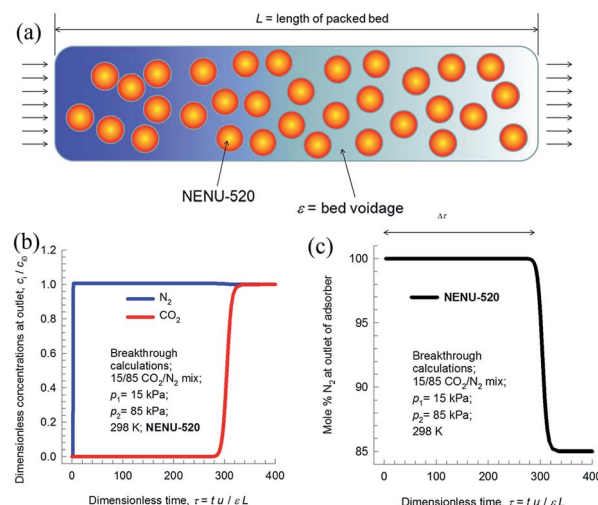 (a)
L = length of packed bed
NENU-520
ε = bed voidage
(b)
Dimensionless concentrations at outlet, cᵢ / cᵢ₀
1.2
1.0
0.8
0.6
0.4
0.2
0.0
N₂
CO₂
Breakthrough
calculations;
15/85 CO₂/N₂ mix;
p₁= 15 kPa;
p₂= 85 kPa;
298 K; NENU-520
0
100
200
300
400
Dimensionless time, τ = t u / ε L
(c)
Δτ
Mole % N₂ at outlet of adsorber
100
95
90
85
NENU-520
Breakthrough
calculations;
15/85 CO₂/N₂ mix;
p₁= 15 kPa;
p₂= 85 kPa;
298 K
0
100
200
300
400
Dimensionless time, τ = t u / ε L